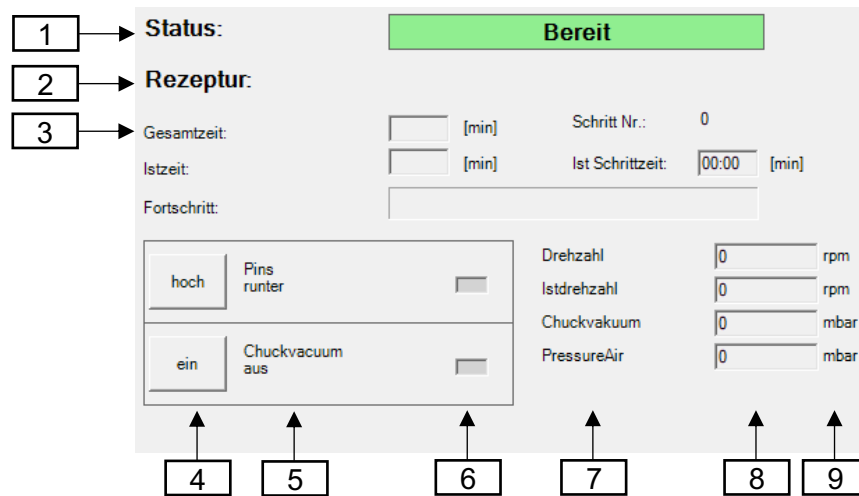 1 Status: Bereit
2 Rezeptur:
3 Gesamtzeit: [min] Schritt Nr.: 0
Istzeit: [min] Ist Schrittzeit: 00:00 [min]
Fortschritt:
hoch Pins runter
ein Chuckvacuum aus
Drehzahl 0 rpm
Istdrehzahl 0 rpm
Chuckvakuum 0 mbar
PressureAir 0 mbar
4 5 6 7 8 9